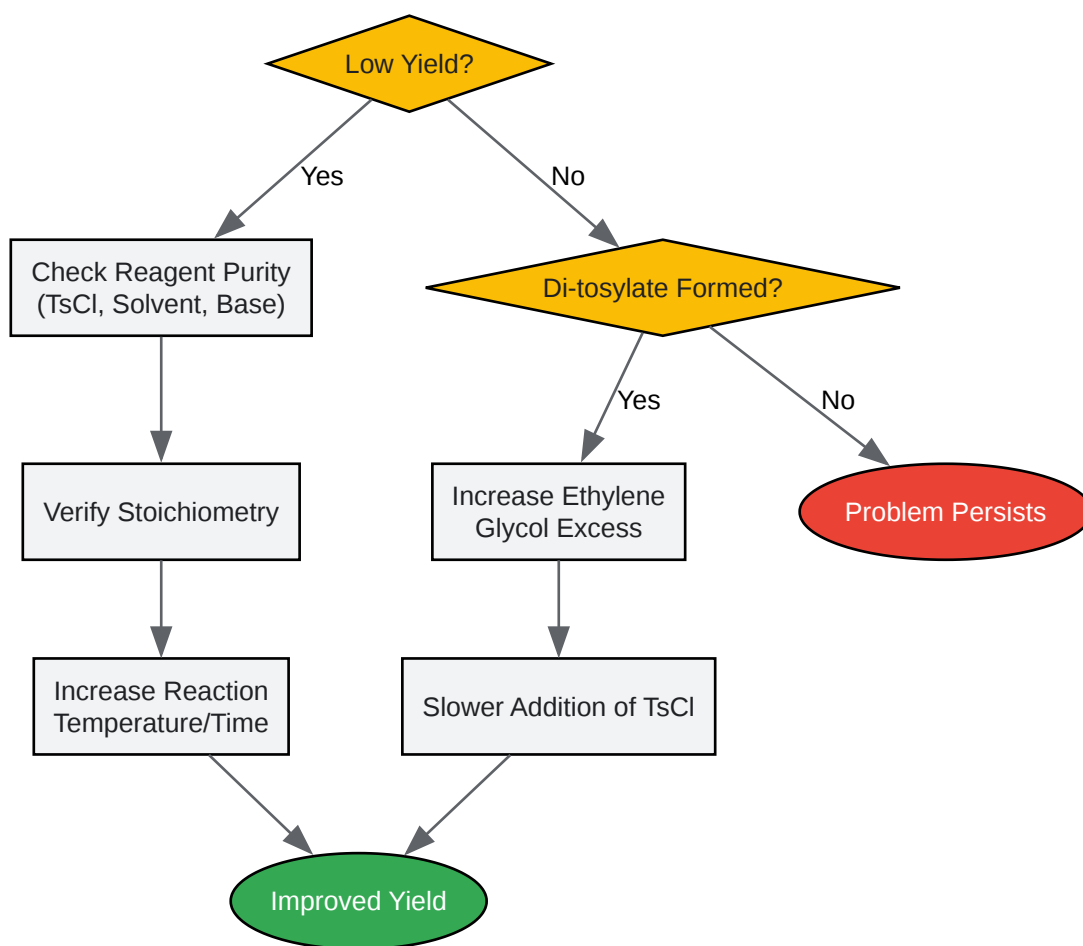 Low Yield?
Yes
No
Check Reagent Purity
(TsCl, Solvent, Base)
Di-tosylate Formed?
Yes
No
Verify Stoichiometry
Increase Ethylene
Glycol Excess
Problem Persists
Increase Reaction
Temperature/Time
Slower Addition of TsCl
Improved Yield